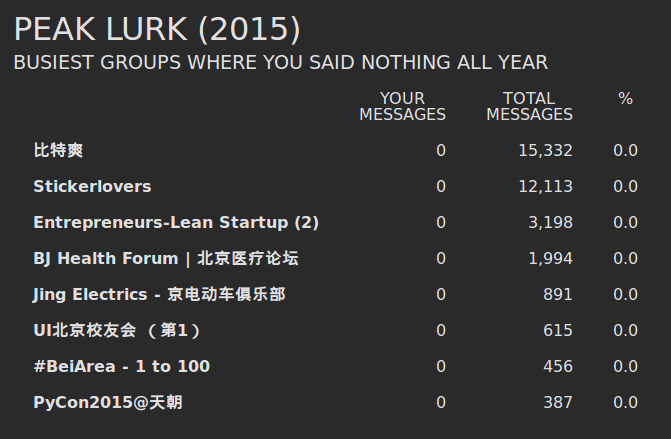 PEAK LURK (2015)
BUSIEST GROUPS WHERE YOU SAID NOTHING ALL YEAR
YOUR MESSAGES TOTAL MESSAGES %
比特爽 0 15,332 0.0
Stickerlovers 0 12,113 0.0
Entrepreneurs-Lean Startup (2) 0 3,198 0.0
BJ Health Forum | 北京医疗论坛 0 1,994 0.0
Jing Electrics - 京电动车俱乐部 0 891 0.0
UI北京校友会 （第1） 0 615 0.0
#BeiArea - 1 to 100 0 456 0.0
PyCon2015@天朝 0 387 0.0